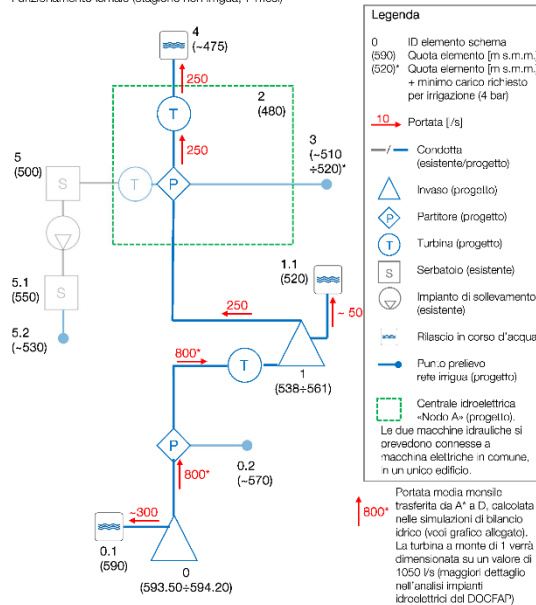 Funzionamento iemale (stagione non irrigua, 7 mesi)
4
(~475)
250
2
(480)
T
250
3
(~510
÷520)*
5
(500)
S
T
P
5.1
(550)
S
5.2
(~530)
1.1
(520)
250
~ 50
800*
T
1
(538÷561)
P
0.2
(~570)
800*
~300
0.1
(590)
0
(593.50÷594.20)
Legenda
0 ID elemento schema
(590) Quota elemento [m s.m.m.]
(520)* Quota elemento [m s.m.m.]
+ minimo carico richiesto
per irrigazione (4 bar)
10 Portata [l/s]
Condotta
(esistente/progetto)
Invaso (progetto)
P Partitore (progetto)
T Turbina (progetto)
S Serbatoio (esistente)
Impianto di sollevamento
(esistente)
Rilascio in corso d'acqua
Punto prelievo
rete irrigua (progetto)
Centrale idroelettrica
«Nodo A» (progetto).
Le due macchine idrauliche si
prevedono connesse a
macchina elettriche in comune,
in un unico edificio.
800* Portata media mensile
trasferita da A* a D, calcolata
nelle simulazioni di bilancio
idrico (vedi grafico allegato).
La turbina a monte di 1 verrà
dimensionata su un valore di
1050 l/s (maggiori dettaglio
nell'analisi impianti
idroelettrici del DOCFAP)